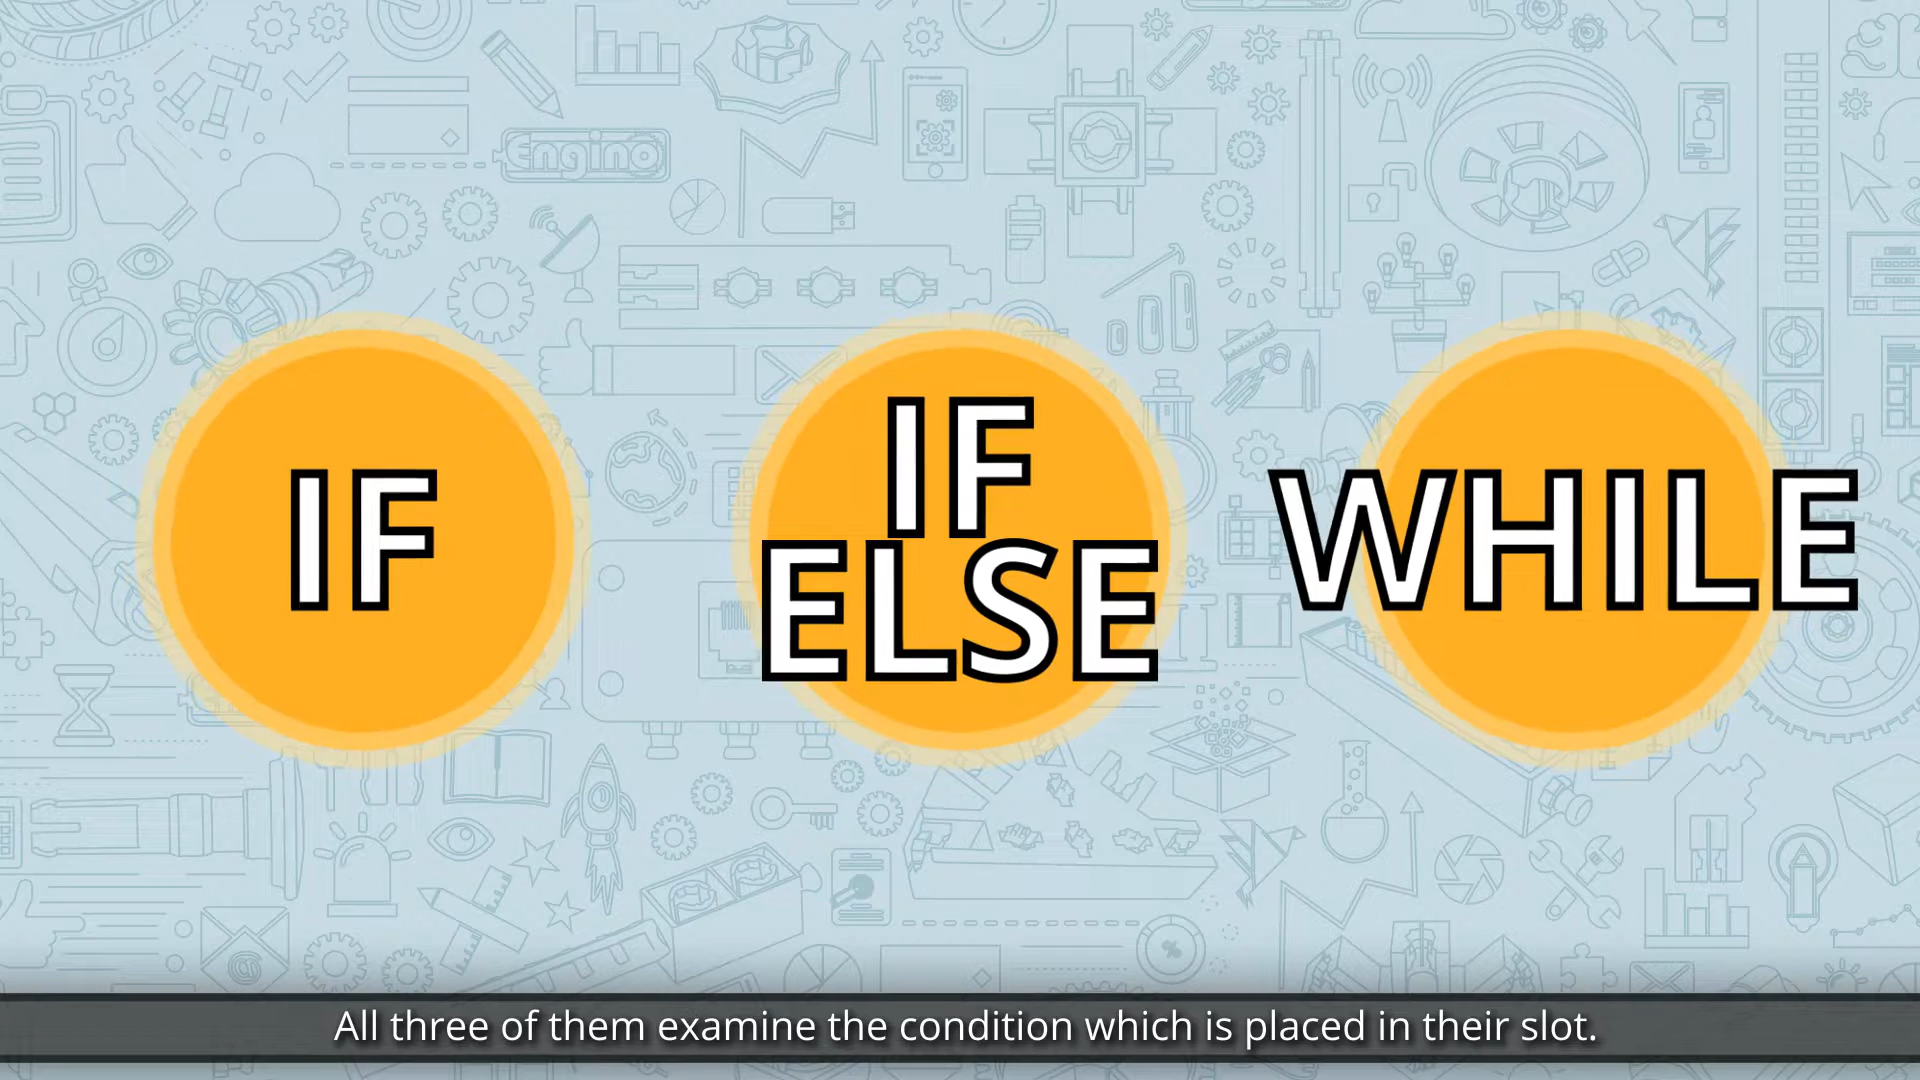 Engino
IF
IF
ELSE
WHILE
All three of them examine the condition which is placed in their slot.